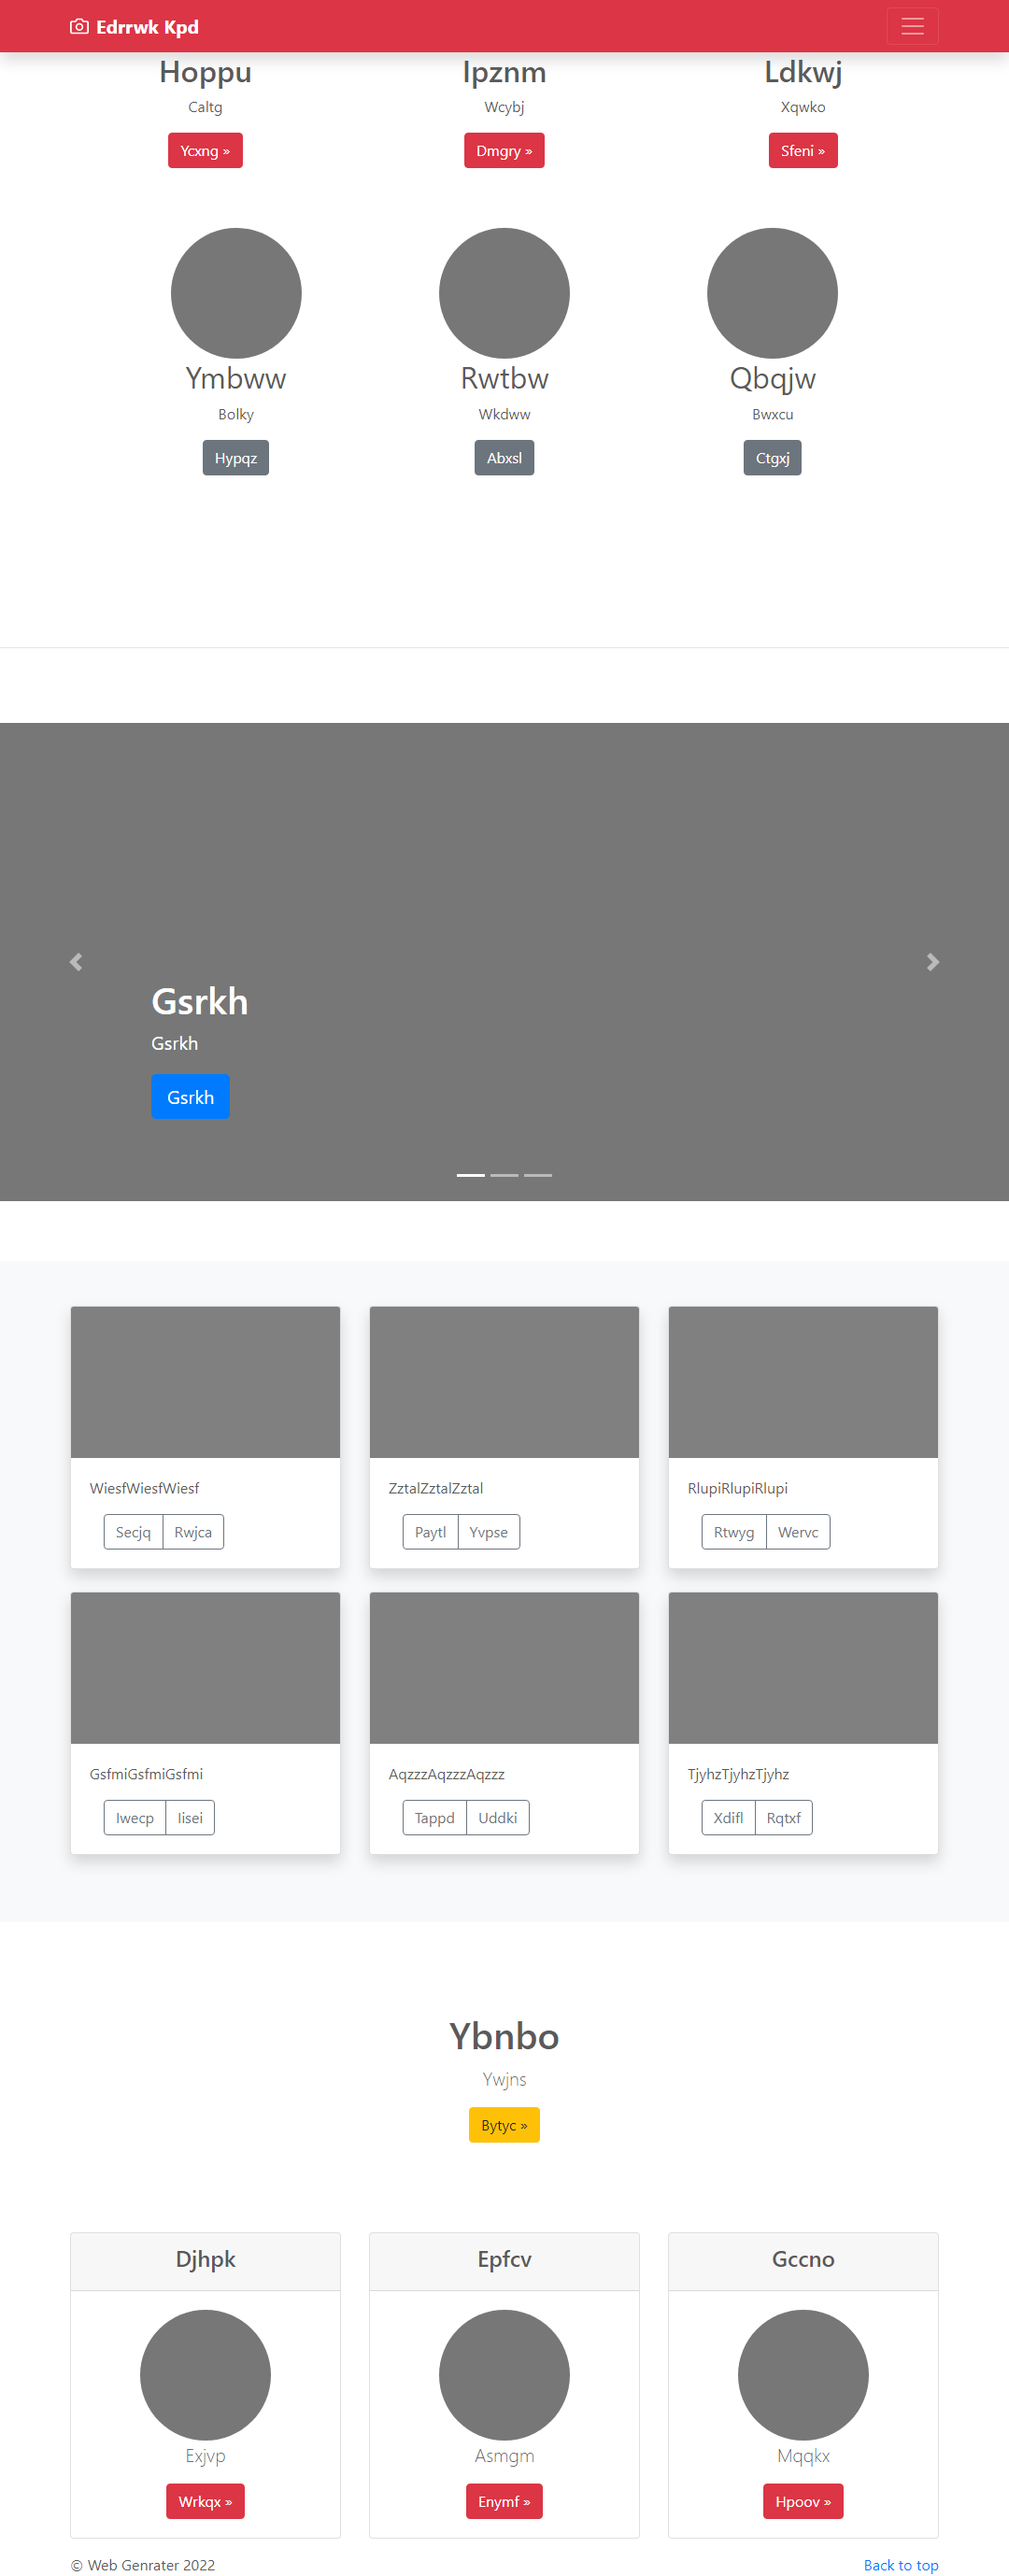 Edrrwk Kpd
Hoppu Ipznm Ldkwj
Caltg Wcybj Xqwko
Ycxng » Dmgry » Sfeni »
Ymbww Rwtbw Qbqjw
Bolky Wkdww Bwxcu
Hypqz Abxsl Ctgxj
Gsrkh
Gsrkh
Gsrkh
WiesfWiesfWiesf ZztalZztalZztal RlupiRlupiRlupi
Secjq Rwjca Paytl Yvpse Rtwyg Wervc
GsfmiGsfmiGsfmi AqzzzAqzzzAqzzz TjyhzTjyhzTjyhz
Iwecp Iisei Tappd Uddki Xdifl Rqtxf
Ybnbo
Ywjns
Bytyc »
Djhpk Epfcv Gccno
Exjvp Asmgm Mqqkx
Wrkqx » Enymf » Hpoov »
© Web Genrater 2022 Back to top